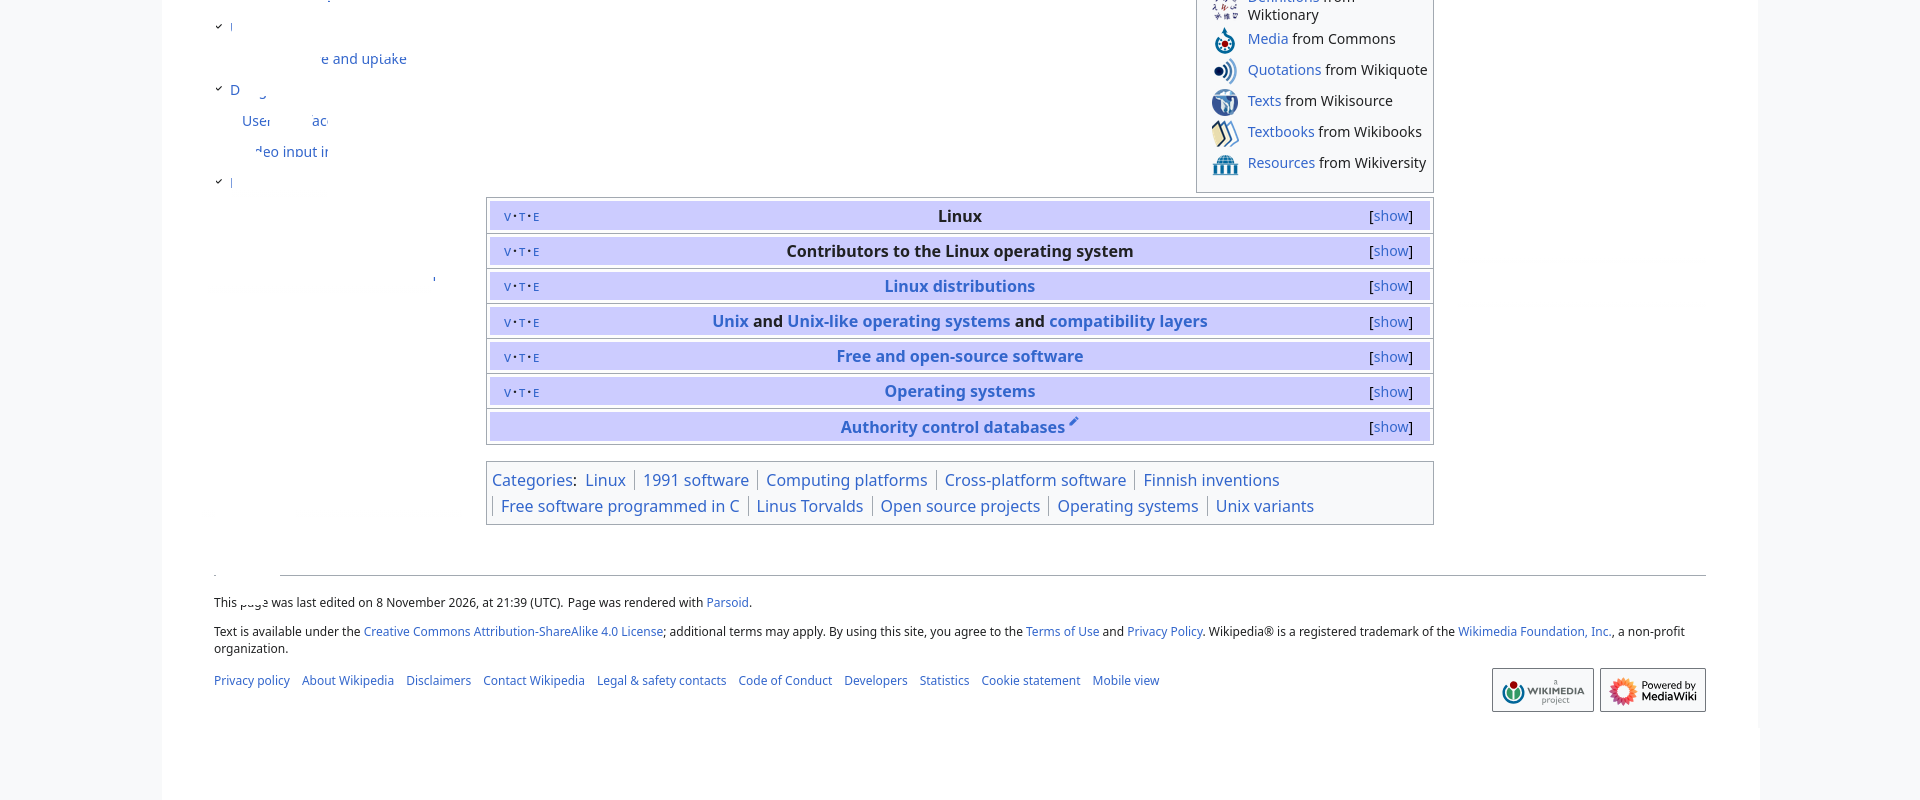 Wiktionary
Media from Commons
and uptake
Quotations from Wikiquote
Texts from Wikisource
input
Textbooks from Wikibooks
Resources from Wikiversity
V·T·E Linux [show]
V·T·E Contributors to the Linux operating system [show]
V·T·E Linux distributions [show]
V·T·E Unix and Unix-like operating systems and compatibility layers [show]
V·T·E Free and open-source software [show]
V·T·E Operating systems [show]
Authority control databases [show]
Categories: Linux | 1991 software | Computing platforms | Cross-platform software | Finnish inventions
| Free software programmed in C | Linus Torvalds | Open source projects | Operating systems | Unix variants
This page was last edited on 8 November 2026, at 21:39 (UTC). Page was rendered with Parsoid.
Text is available under the Creative Commons Attribution-ShareAlike 4.0 License; additional terms may apply. By using this site, you agree to the Terms of Use and Privacy Policy. Wikipedia® is a registered trademark of the Wikimedia Foundation, Inc., a non-profit
organization.
Privacy policy About Wikipedia Disclaimers Contact Wikipedia Legal & safety contacts Code of Conduct Developers Statistics Cookie statement Mobile view
a
WIKIMEDIA
project
Powered by
MediaWiki